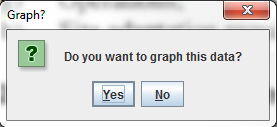 Graph?
Do you want to graph this data?
Yes
No